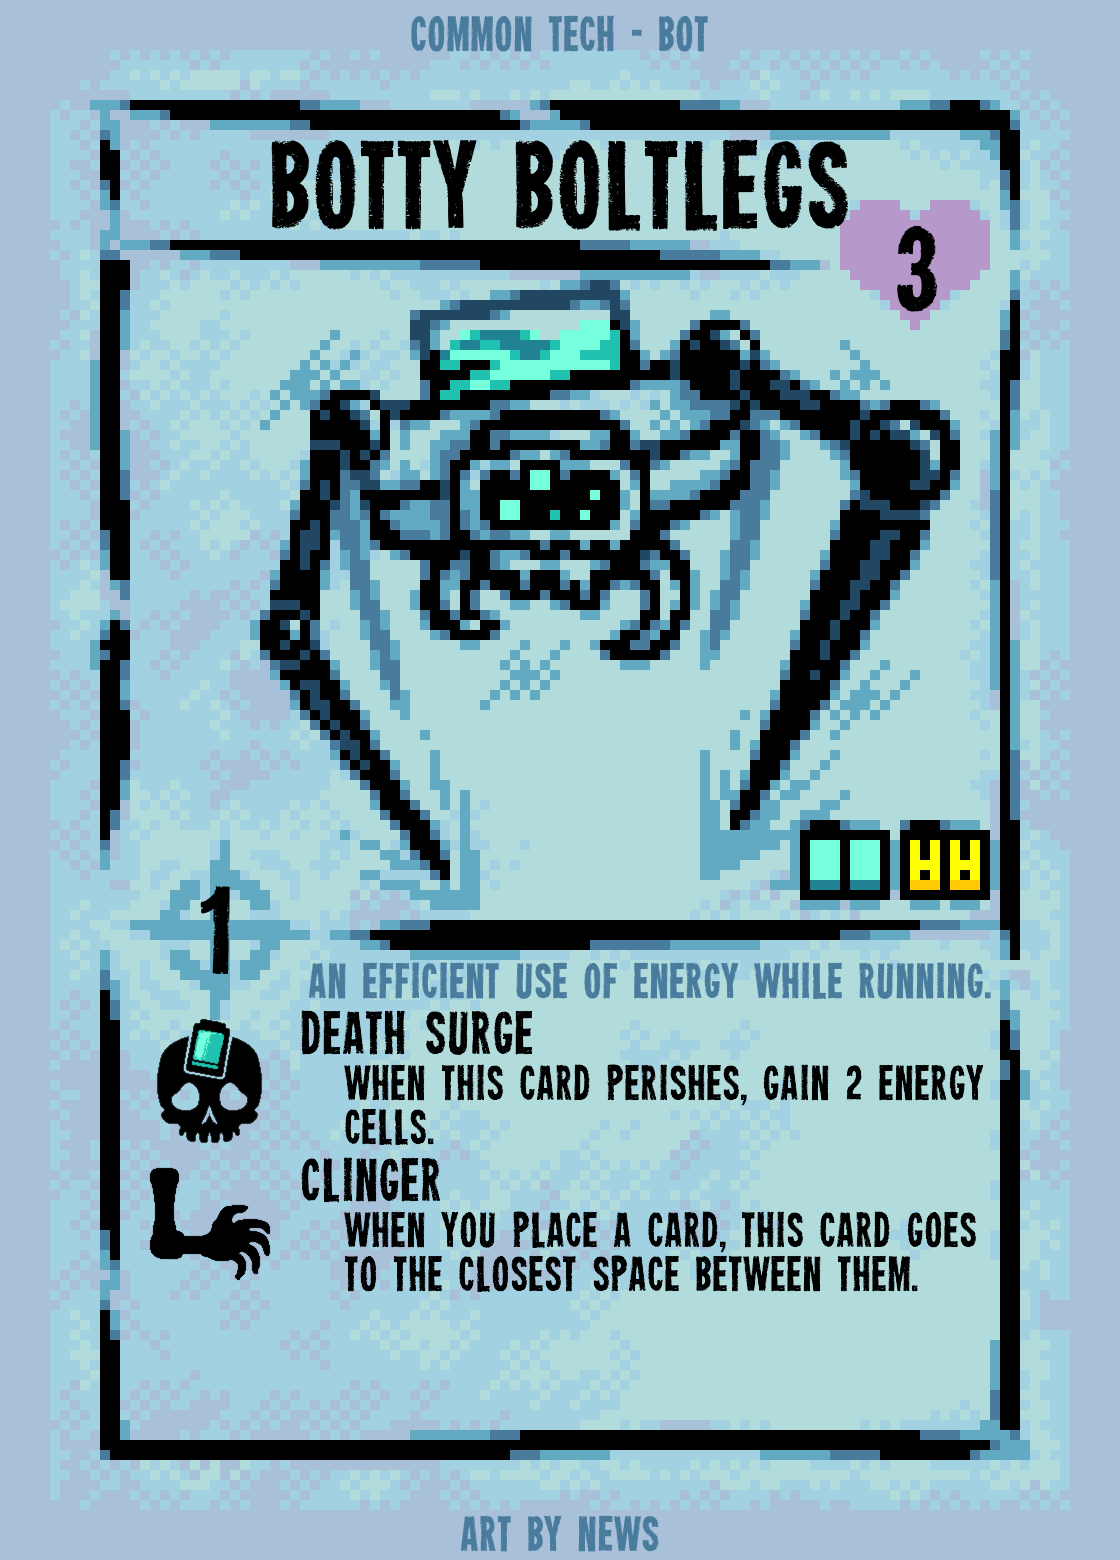 COMMON TECH - BOT
BOTTY BOLTLEGS
3
1
AN EFFICIENT USE OF ENERGY WHILE RUNNING.
DEATH SURGE
WHEN THIS CARD PERISHES, GAIN 2 ENERGY
CELLS.
CLINGER
WHEN YOU PLACE A CARD, THIS CARD GOES
TO THE CLOSEST SPACE BETWEEN THEM.
ART BY NEWS